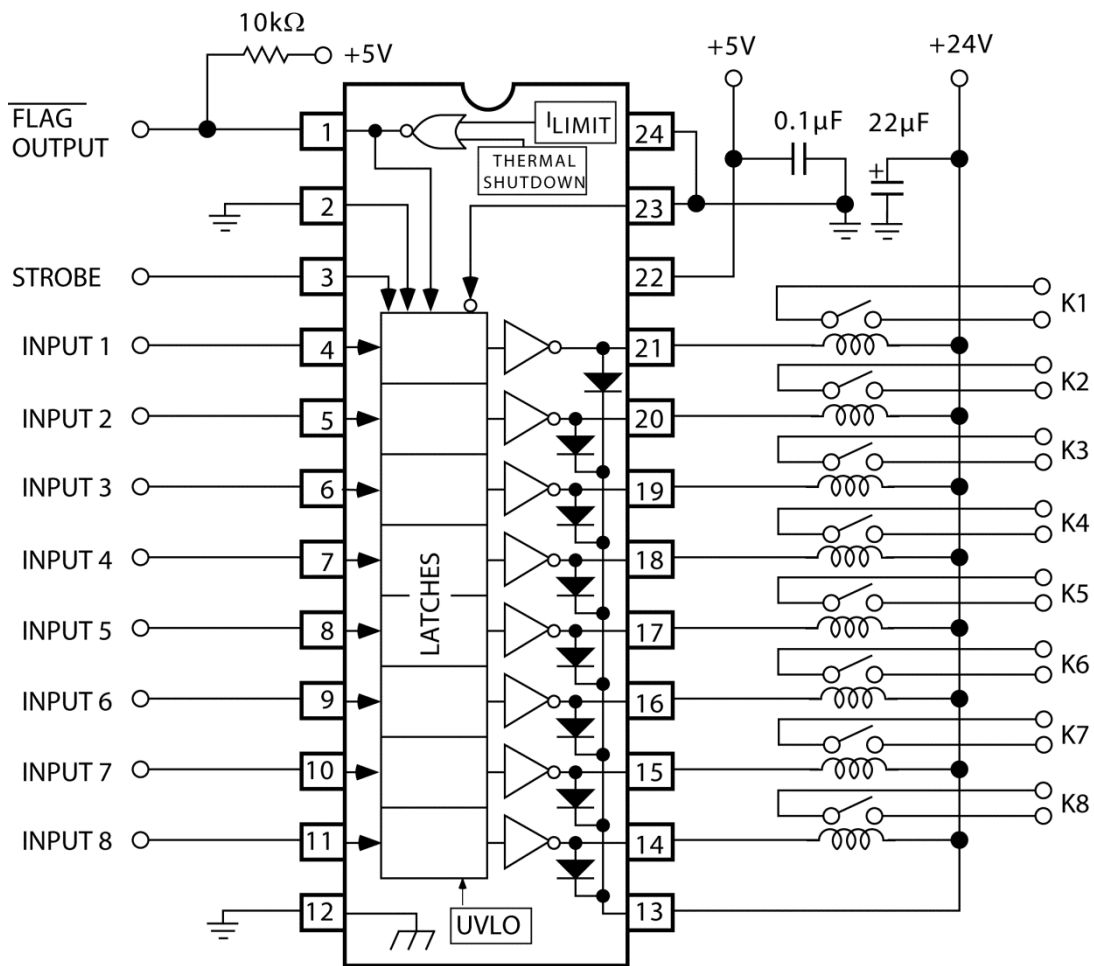 10kΩ
+5V
+5V
+24V
FLAG
OUTPUT
1
ILIMIT
THERMAL
SHUTDOWN
24
0.1µF
22µF
+
2
23
STROBE
3
22
K1
INPUT 1
4
21
K2
INPUT 2
5
20
K3
INPUT 3
6
19
K4
INPUT 4
7
18
LATCHES
K5
INPUT 5
8
17
K6
INPUT 6
9
16
K7
INPUT 7
10
15
K8
INPUT 8
11
14
12
UVLO
13